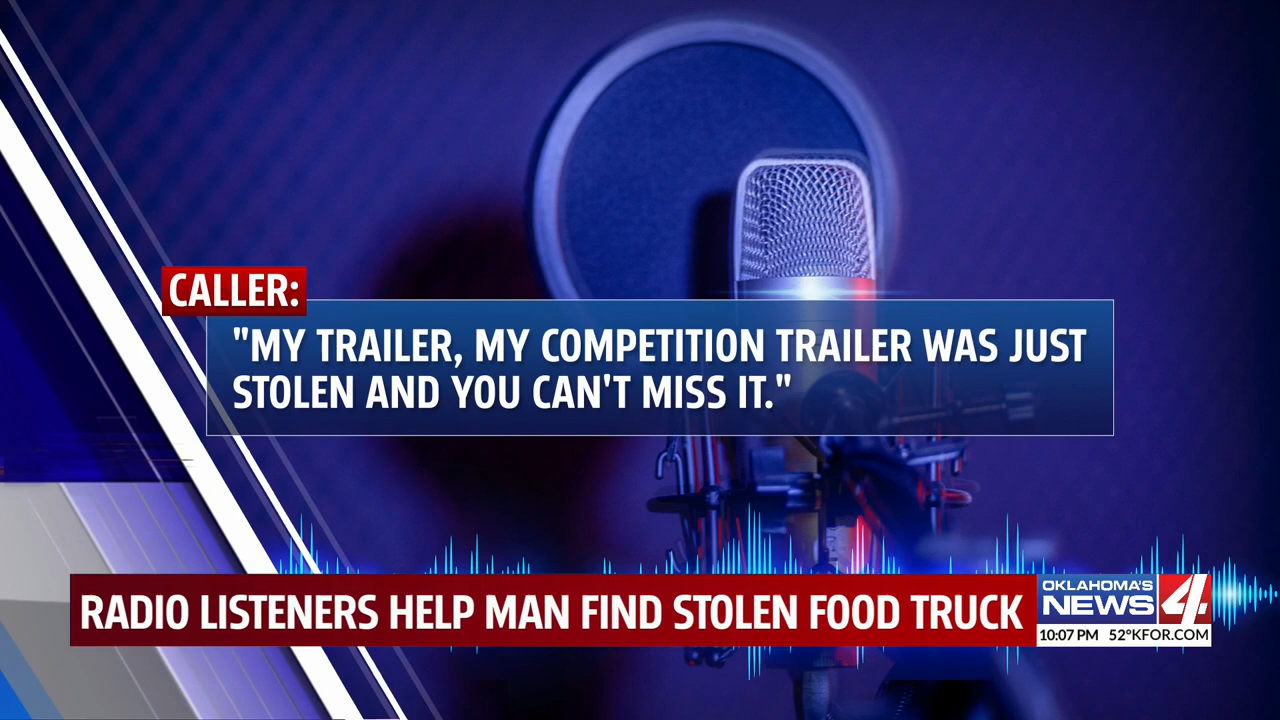 CALLER:
"MY TRAILER, MY COMPETITION TRAILER WAS JUST
STOLEN AND YOU CAN'T MISS IT."
RADIO LISTENERS HELP MAN FIND STOLEN FOOD TRUCK
OKLAHOMA'S
NEWS 4
10:07 PM 52° KFOR.COM